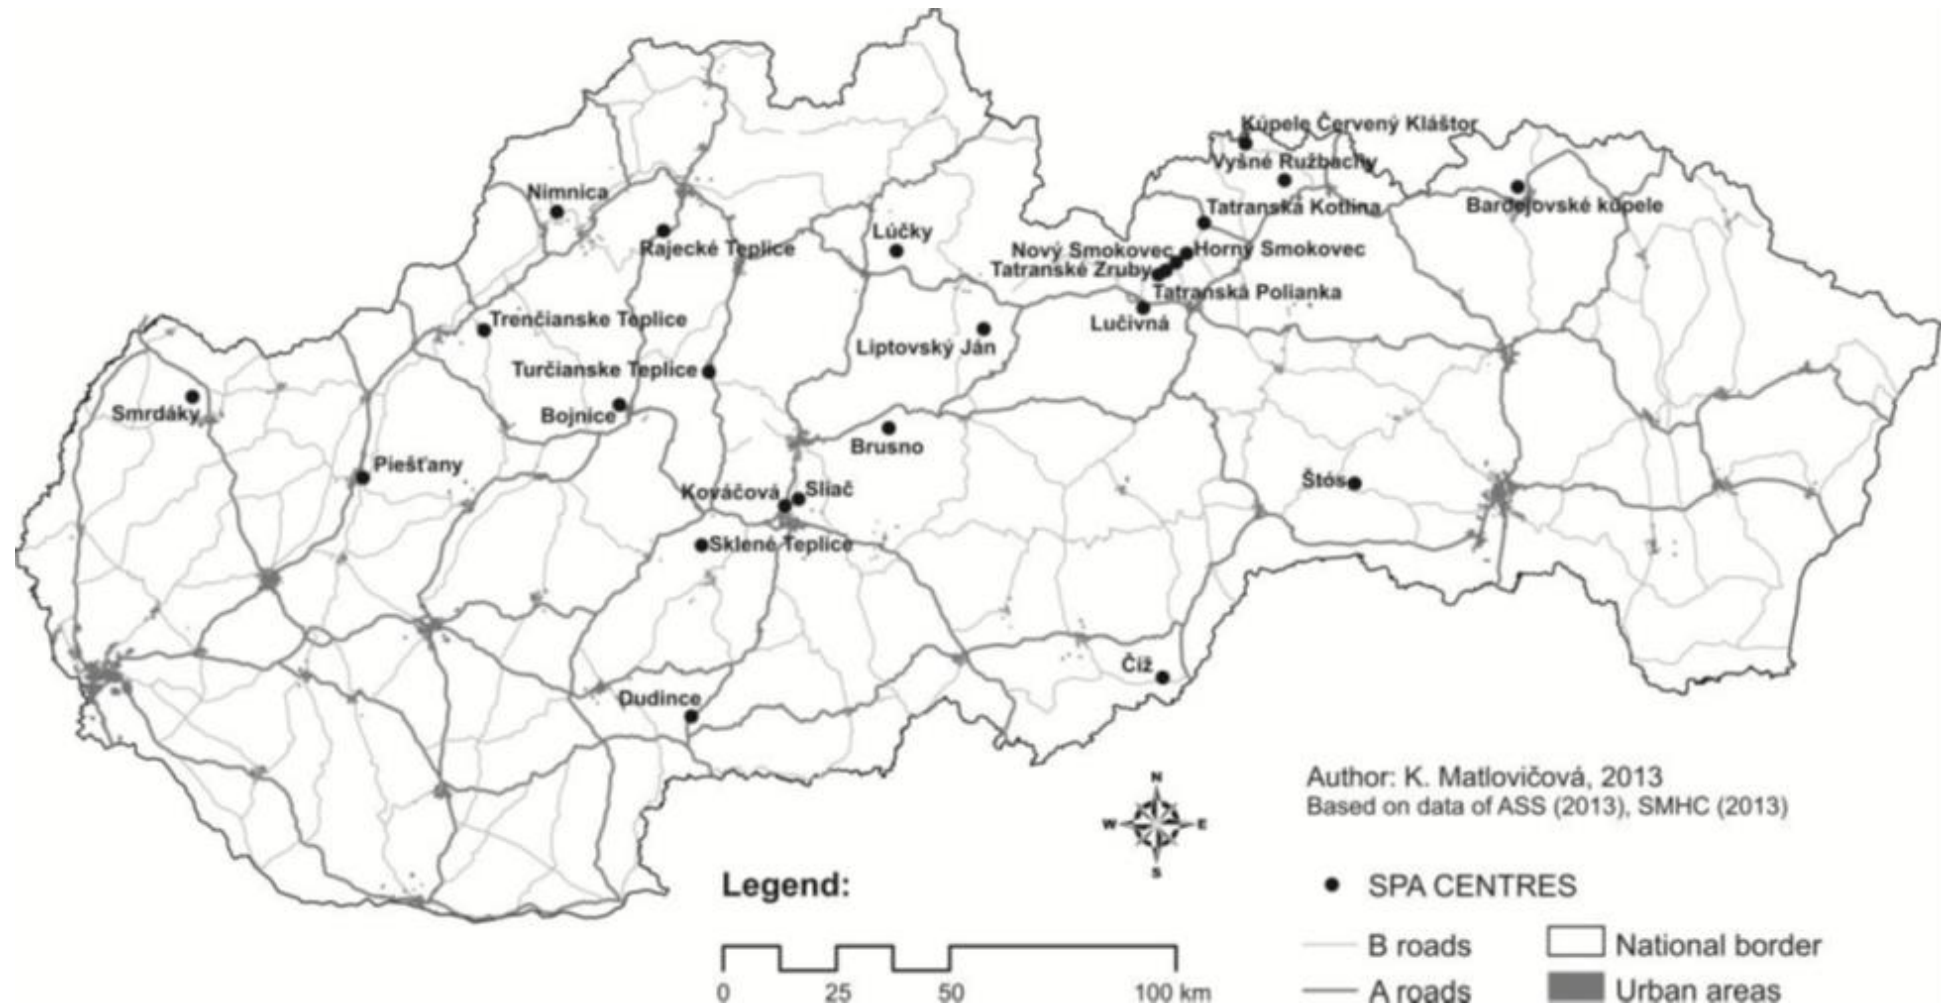 Kúpele Červený Kláštor
Vyšné Ružbachy
Nimnica
Tatranská Kotlina
Bardejovské kúpele
Lúčky
Rajecké Teplice
Nový Smokovec
Horný Smokovec
Tatranské Zruby
Tatranská Polianka
Trenčianske Teplice
Lučivná
Liptovský Ján
Turčianske Teplice
Smrdáky
Bojnice
Brusno
Piešťany
Štós
Kováčová
Sliač
Sklené Teplice
Číž
Dudince
Author: K. Matlovičová, 2013
Based on data of ASS (2013), SMHC (2013)
N
W
E
S
Legend:
SPA CENTRES
B roads
National border
A roads
Urban areas
0 25 50 100 km